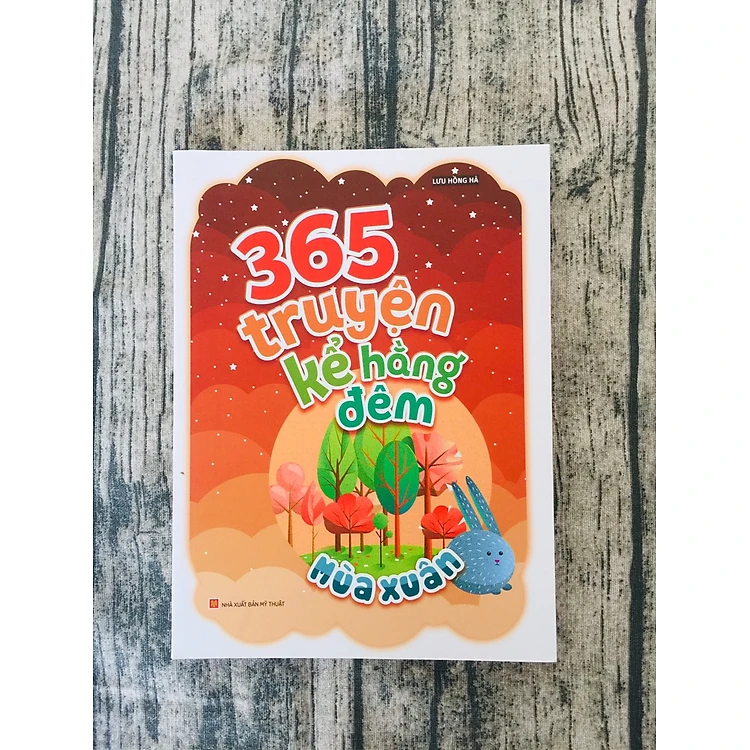 LƯU HỒNG HÀ
365
truyện
kể hằng
đêm
Mùa xuân
NHÀ XUẤT BẢN MỸ THUẬT